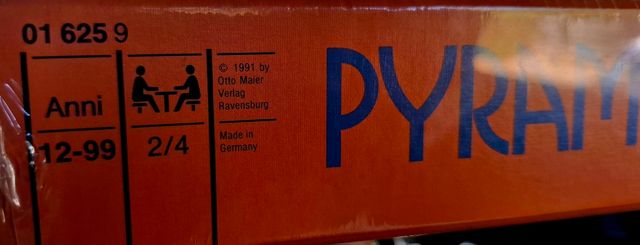 01 625 9
Anni
12-99
2/4
© 1991 by
Otto Maier
Verlag
Ravensburg
Made in
Germany
PYRAM